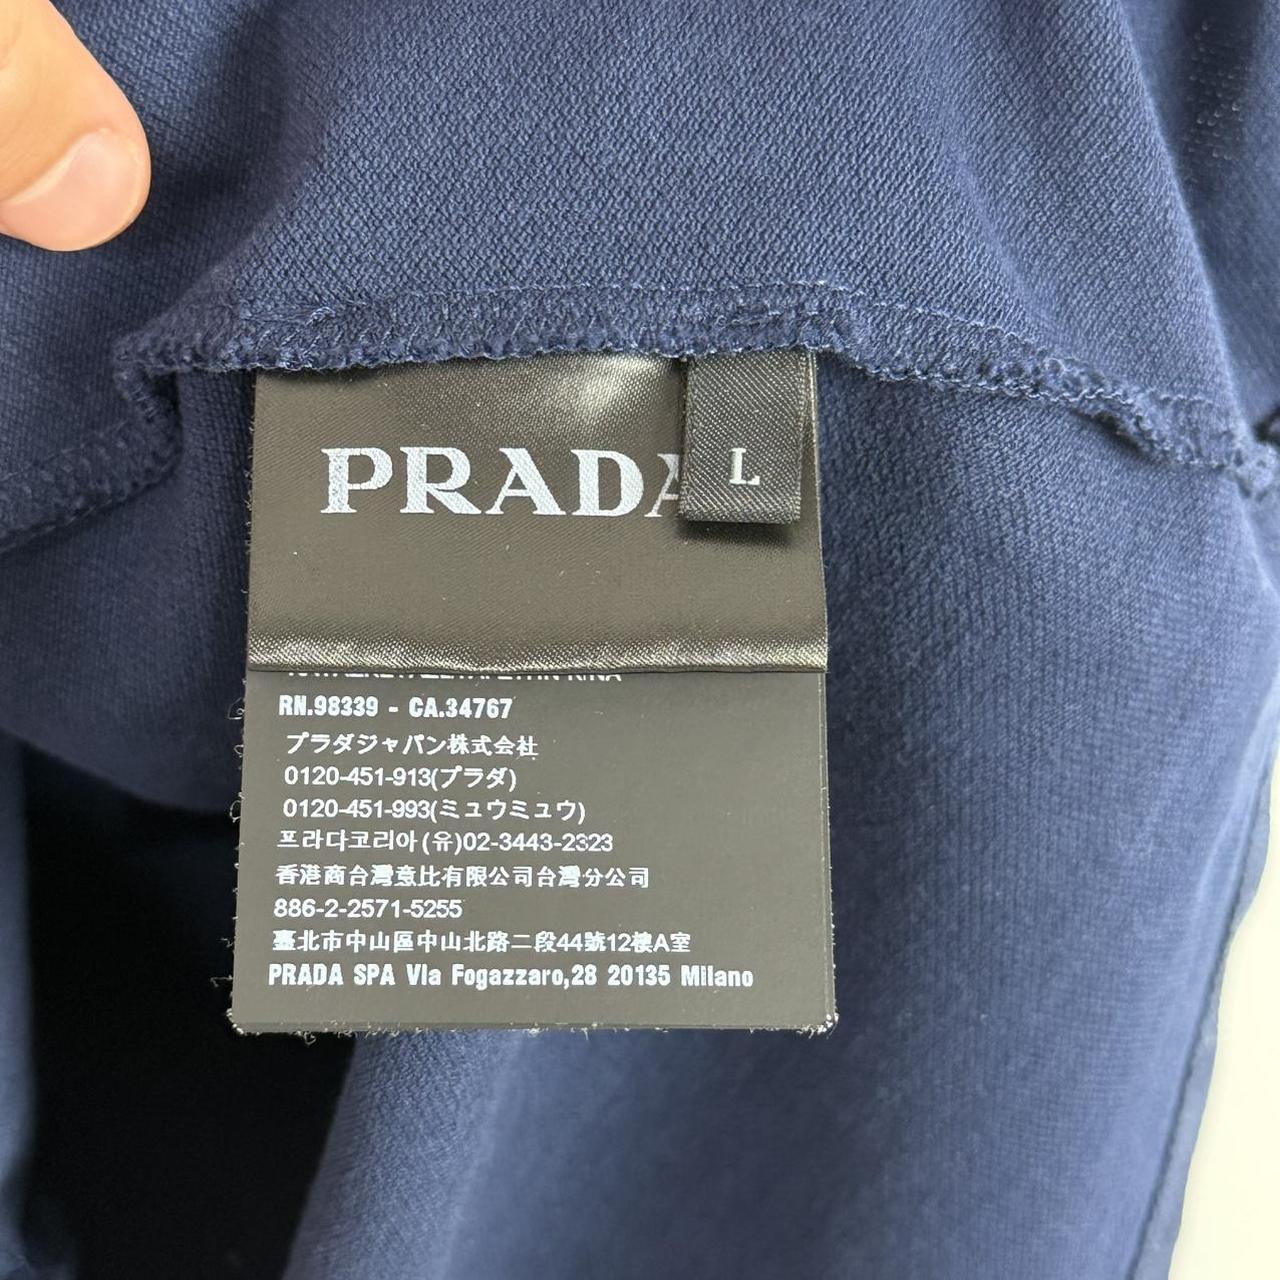 PRADA
L
RN.98339 - CA.34767
プラダジャパン株式会社
0120-451-913(プラダ)
0120-451-993(ミュウミュウ)
프라다코리아(유)02-3443-2323
香港商台灣意比有限公司台灣分公司
886-2-2571-5255
臺北市中山區中山北路二段44號12樓A室
PRADA SPA Via Fogazzaro,28 20135 Milano